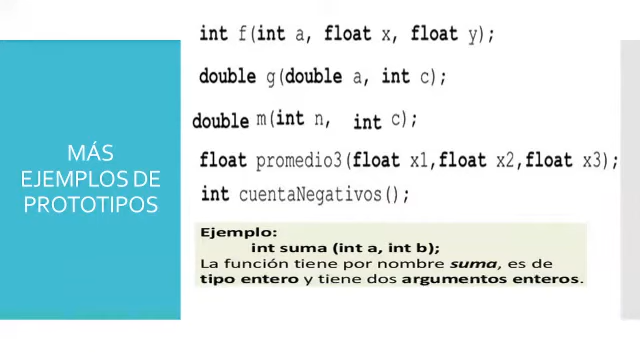 MÁS
EJEMPLOS DE
PROTOTIPOS
int f(int a, float x, float y);
double g(double a, int c);
double m(int n, int c);
float promedio3(float x1,float x2,float x3);
int cuentaNegativos();
Ejemplo:
int suma (int a, int b);
La función tiene por nombre suma, es de
tipo entero y tiene dos argumentos enteros.